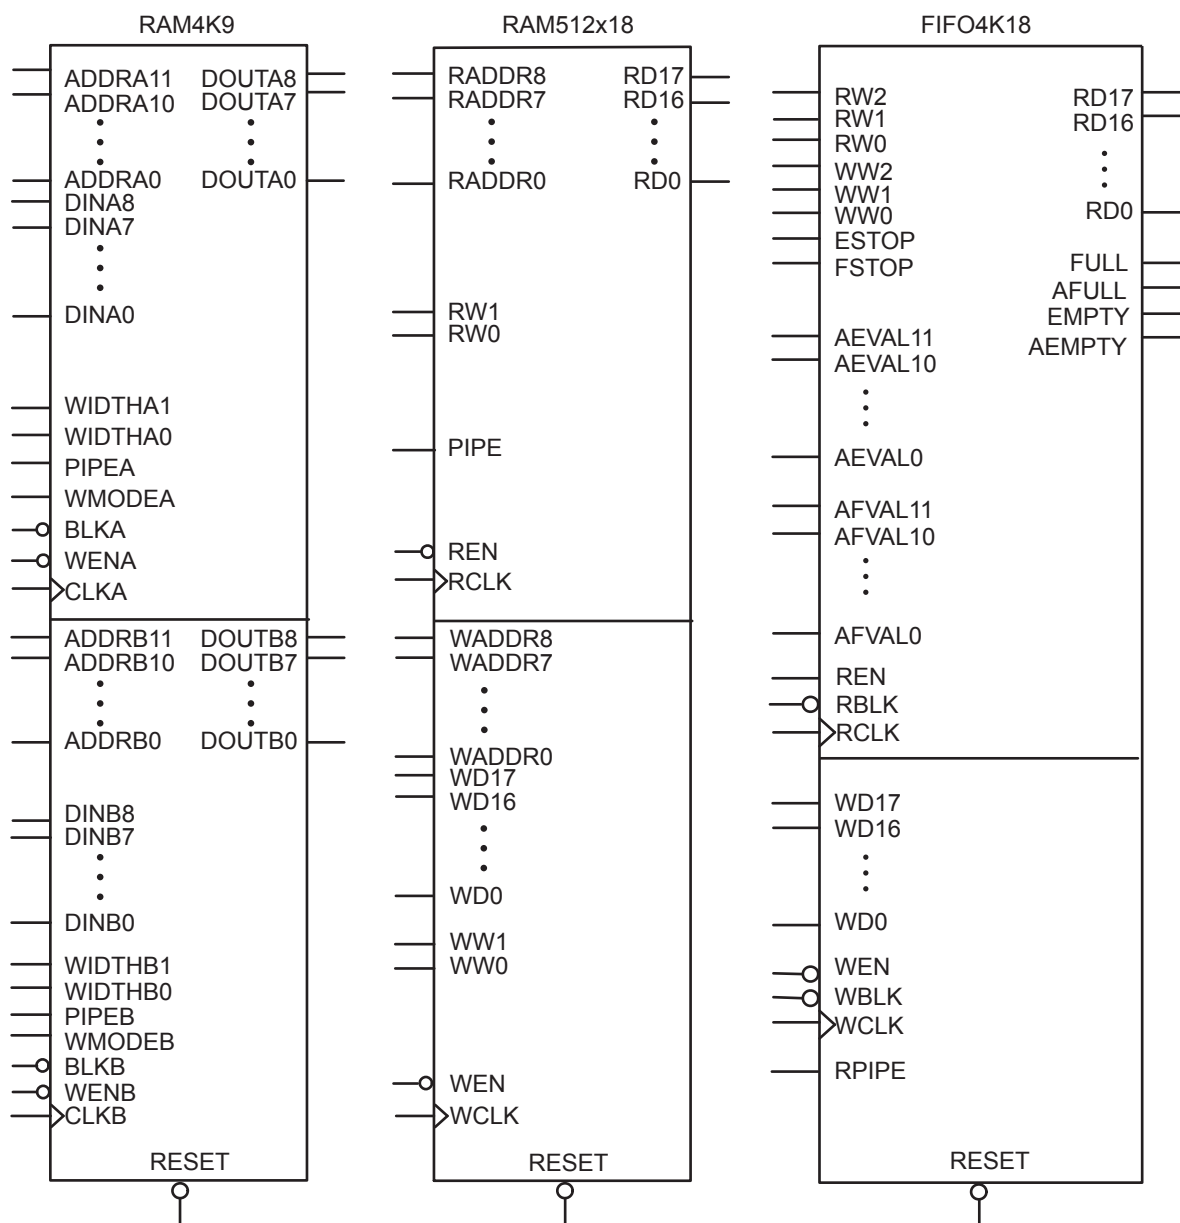 RAM4K9
ADDRA11 DOUTA8
ADDRA10 DOUTA7
ADDRA0 DOUTA0
DINA8
DINA7
DINA0
WIDTHA1
WIDTHA0
PIPEA
WMODEA
BLKA
WENA
CLKA
ADDRB11 DOUTB8
ADDRB10 DOUTB7
ADDRB0 DOUTB0
DINB8
DINB7
DINB0
WIDTHB1
WIDTHB0
PIPEB
WMODEB
BLKB
WENB
CLKB
RESET
RAM512x18
RADDR8 RD17
RADDR7 RD16
RADDR0 RD0
RW1
RW0
PIPE
REN
RCLK
WADDR8
WADDR7
WADDR0
WD17
WD16
WD0
WW1
WW0
WEN
WCLK
RESET
FIFO4K18
RW2 RD17
RW1 RD16
RW0
WW2
WW1
WW0 RD0
ESTOP
FSTOP FULL
AFULL
EMPTY
AEVAL11 AEMPTY
AEVAL10
AEVAL0
AFVAL11
AFVAL10
AFVAL0
REN
RBLK
RCLK
WD17
WD16
WD0
WEN
WBLK
WCLK
RPIPE
RESET